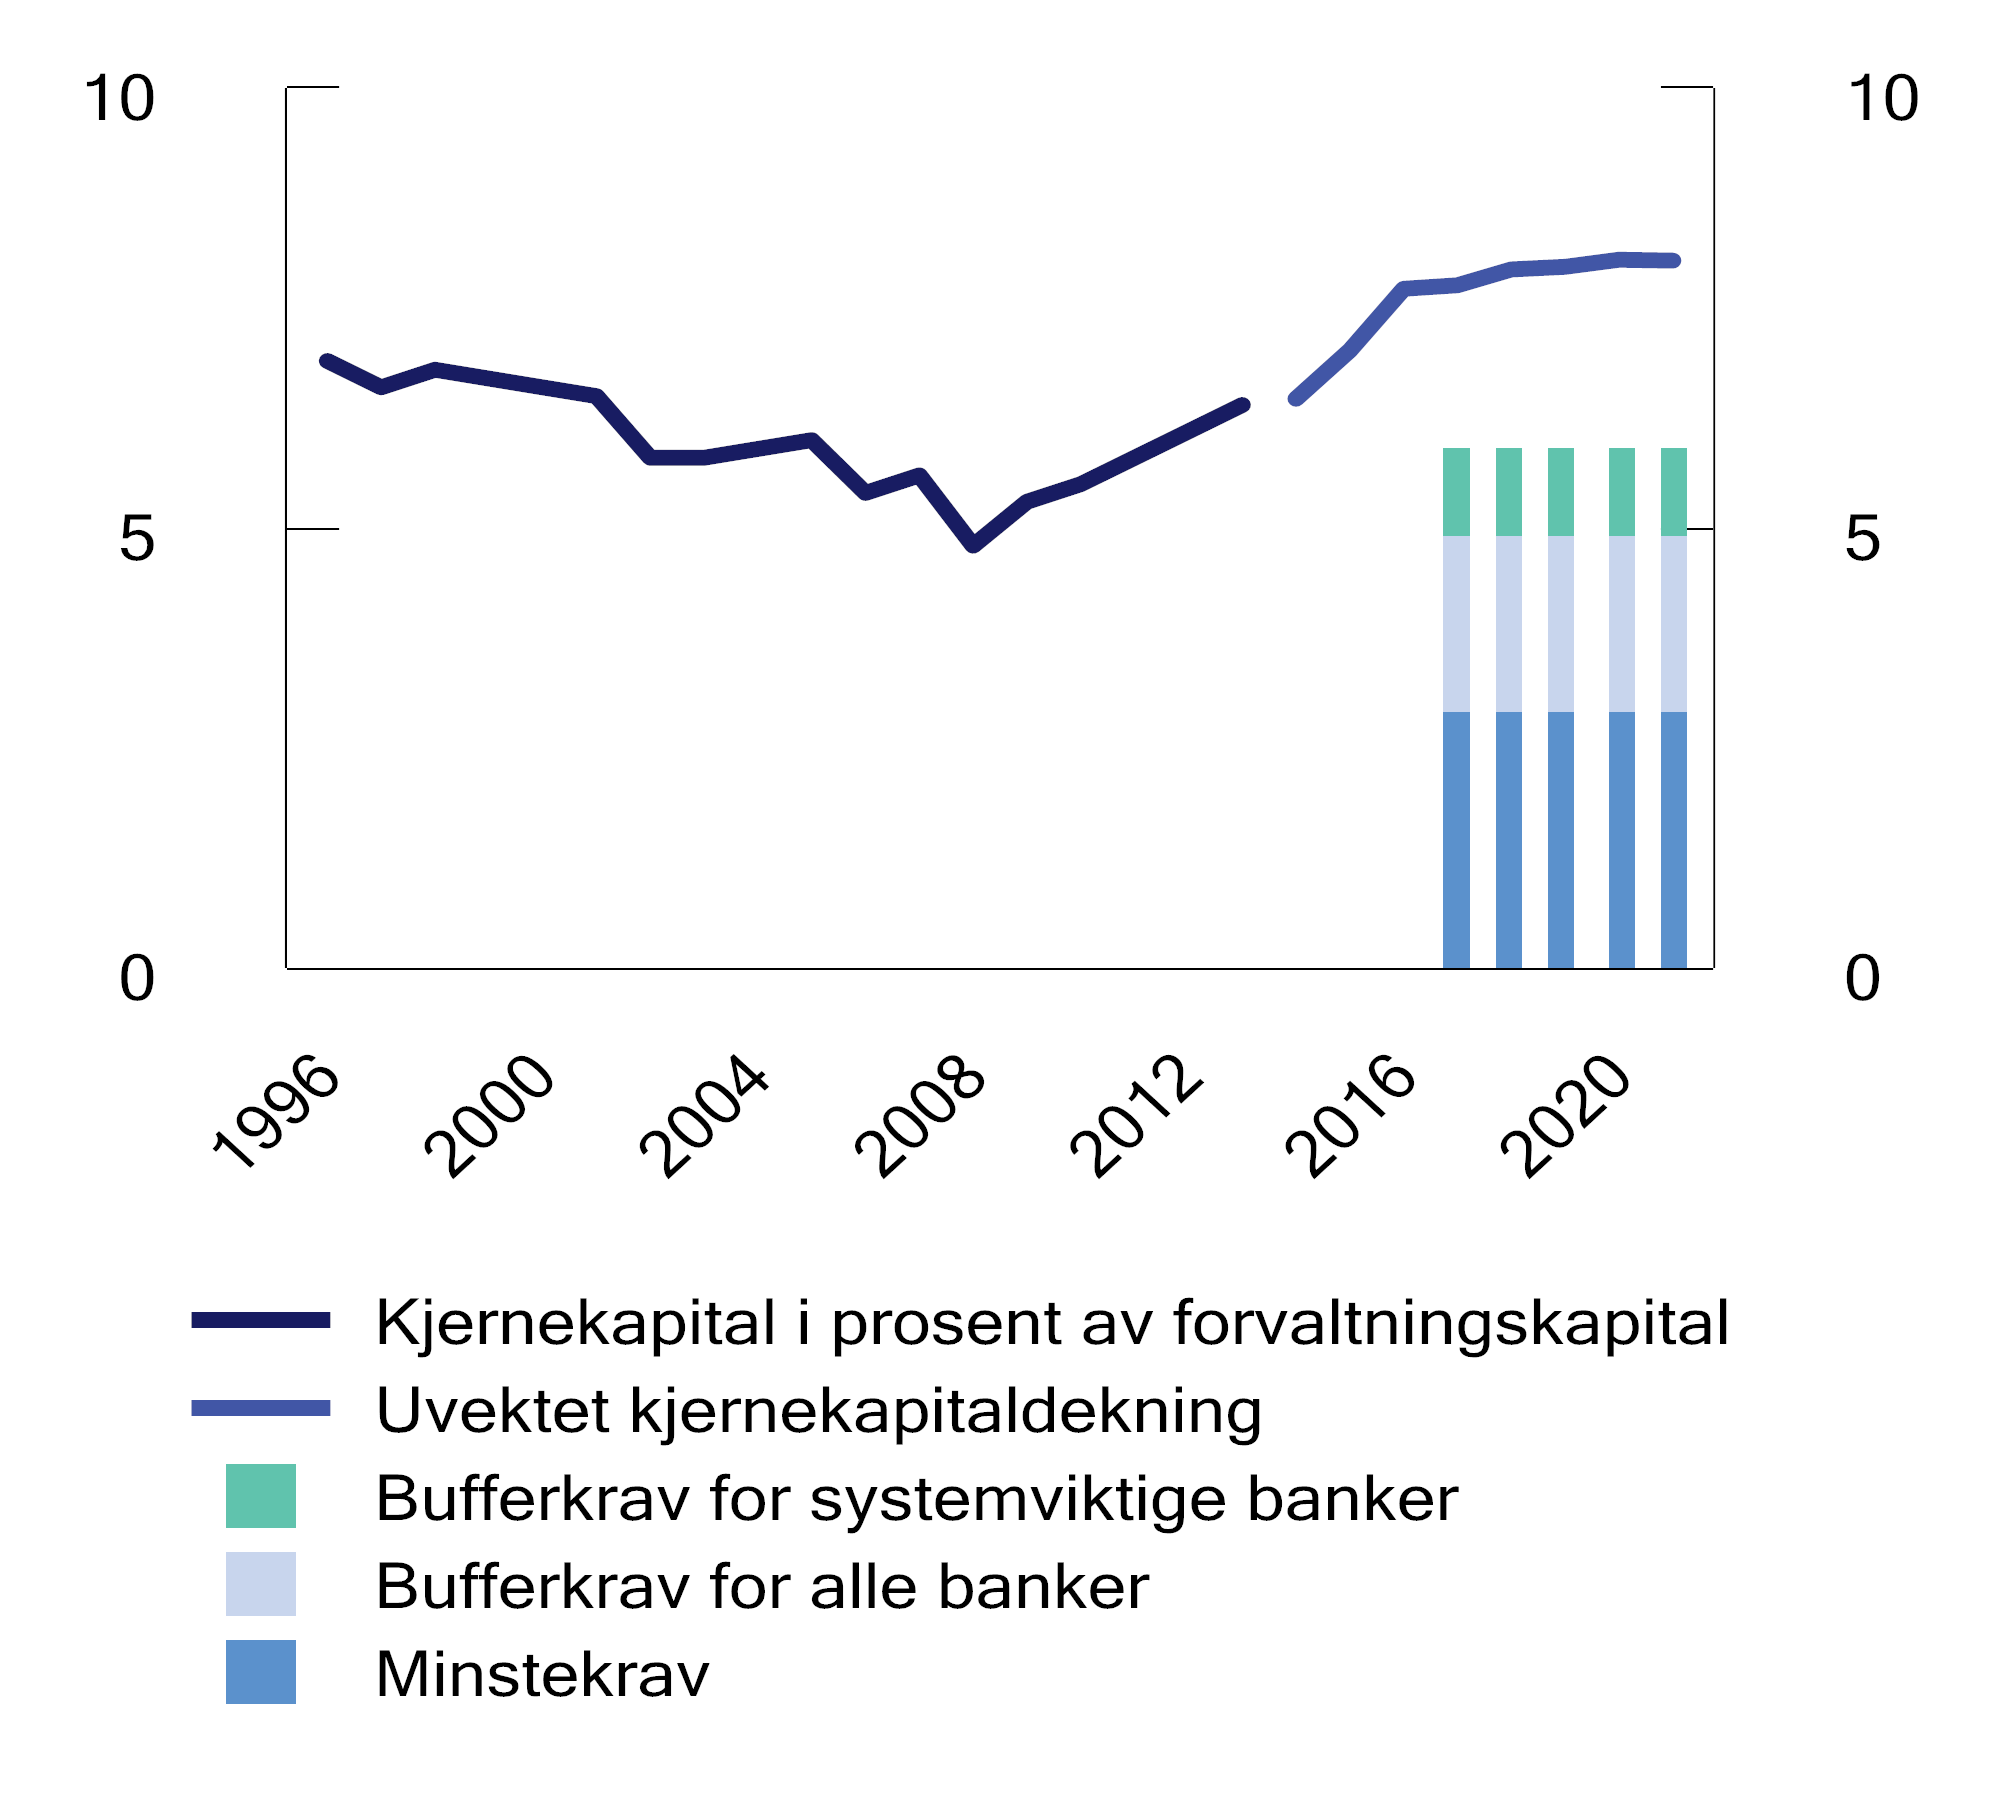 10 10
5 5
0 0
1996 2000 2004 2008 2012 2016 2020
Kjernekapital i prosent av forvaltningskapital
Uvektet kjernekapitaldekning
Bufferkrav for systemviktige banker
Bufferkrav for alle banker
Minstekrav